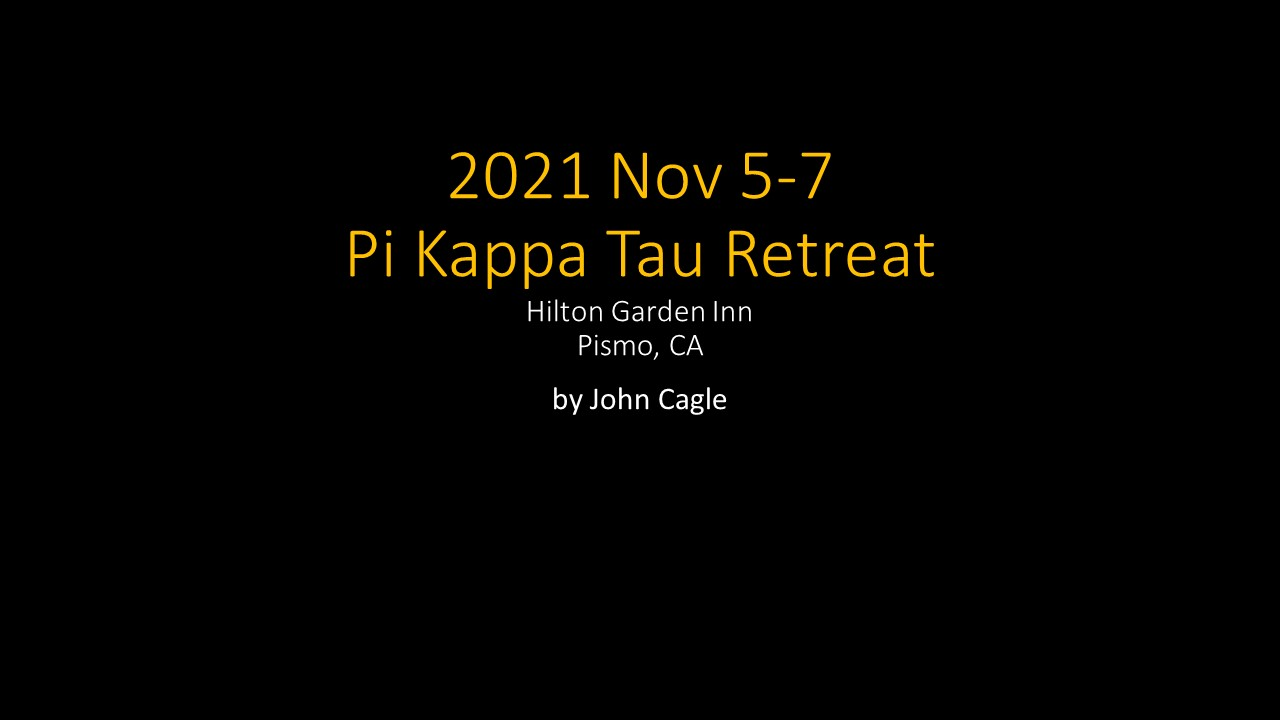 2021 Nov 5-7
Pi Kappa Tau Retreat
Hilton Garden Inn
Pismo, CA
by John Cagle